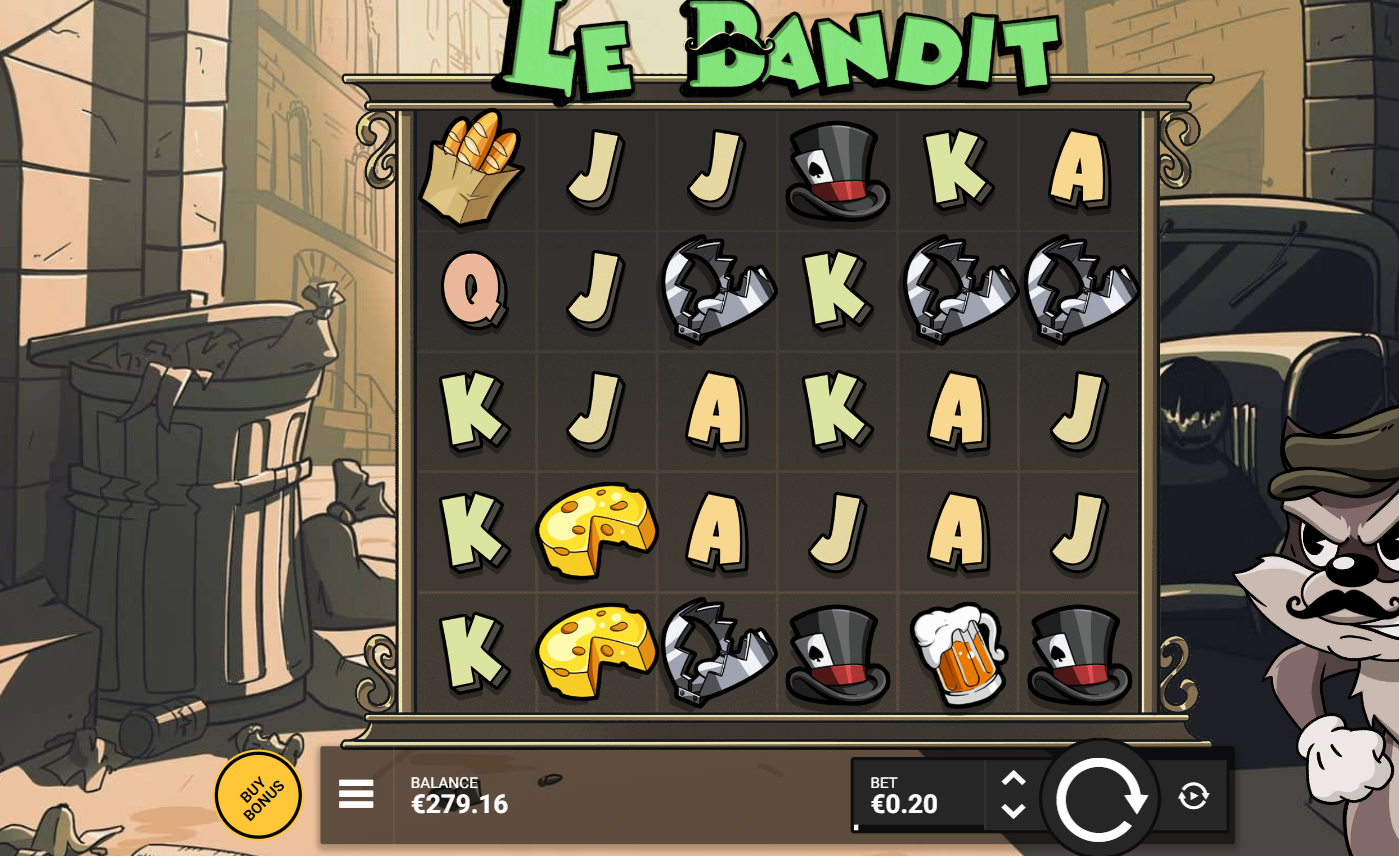 LE BANDIT
J J K A
Q J K
K J A K A J
K A J A J
K
BUY
BONUS
BALANCE
€279.16
BET
€0.20